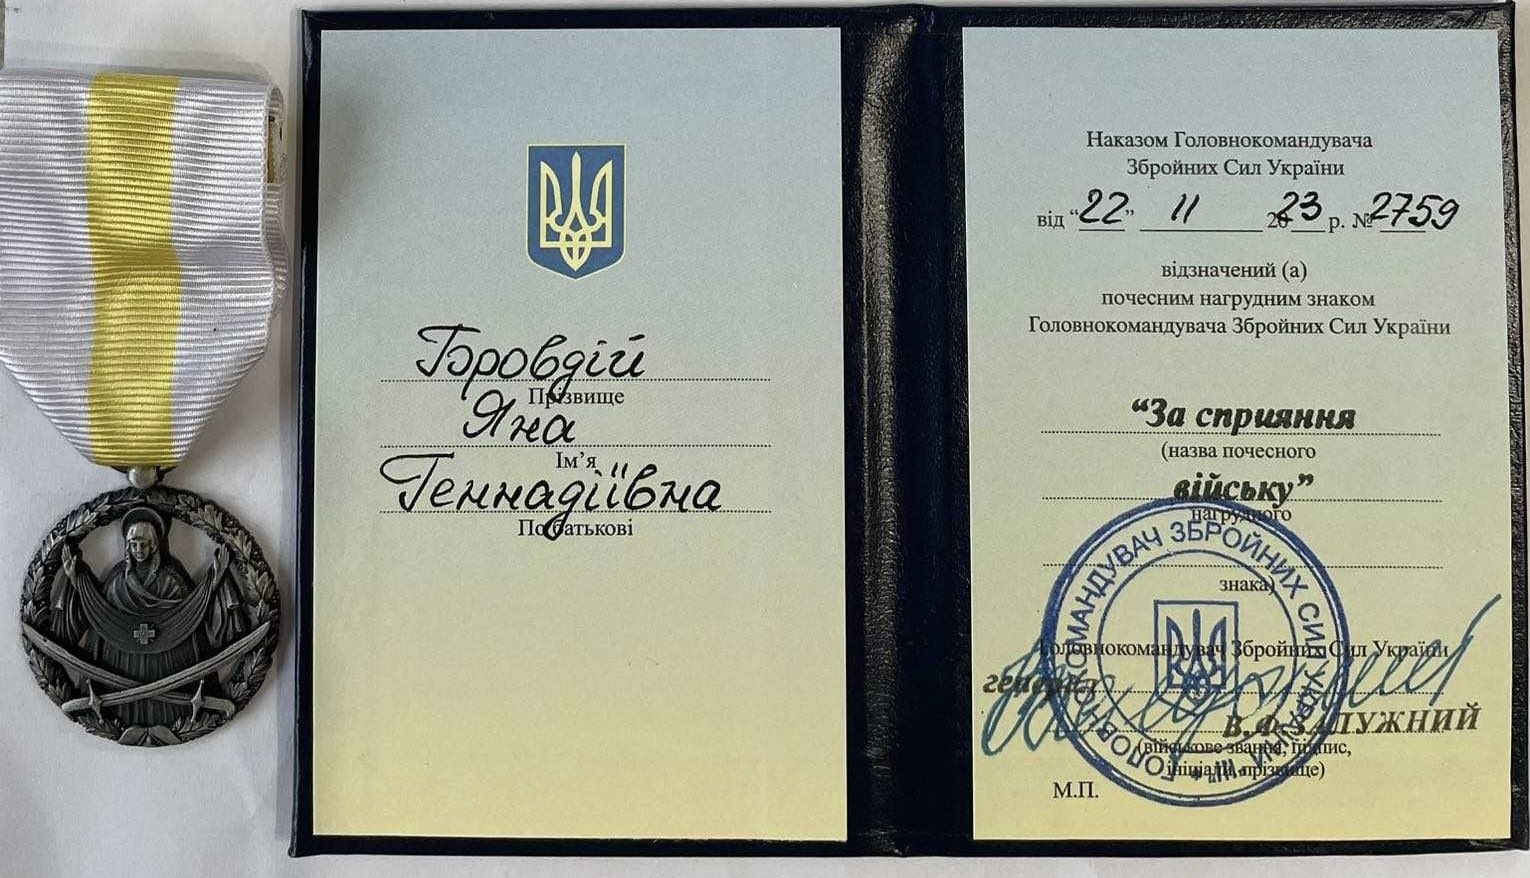 Бровдій
Прізвище
Яна
Ім’я
Геннадіївна
По батькові
Наказом Головнокомандувача
Збройних Сил України
від “22” 11 2023 р. № 2759
відзначений (а)
почесним нагрудним знаком
Головнокомандувача Збройних Сил України
“За сприяння
(назва почесного
війську”
нагрудного
знака)
Головнокомандувач Збройних Сил України
генерал
В.Ф.ЗАЛУЖНИЙ
(військове звання, підпис,
ініціали, прізвище)
М.П.
ГОЛОВНОКОМАНДУВАЧ ЗБРОЙНИХ СИЛ УКРАЇНИ